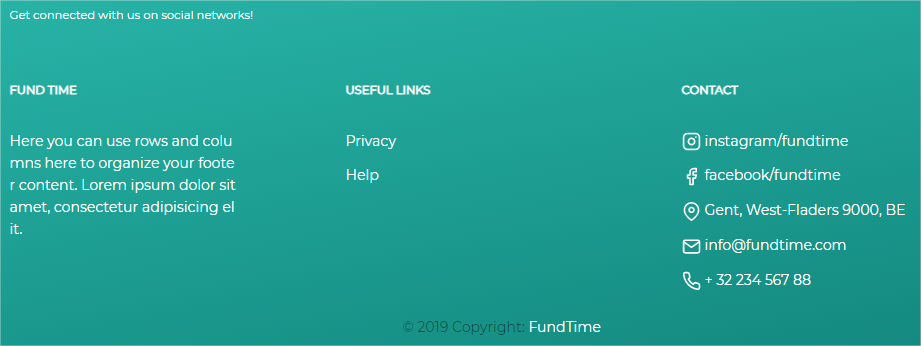 Get connected with us on social networks!
FUND TIME
Here you can use rows and colu
mns here to organize your foote
r content. Lorem ipsum dolor sit
amet, consectetur adipisicing el
it.
USEFUL LINKS
Privacy
Help
CONTACT
instagram/fundtime
facebook/fundtime
Gent, West-Fladers 9000, BE
info@fundtime.com
+ 32 234 567 88
© 2019 Copyright: FundTime